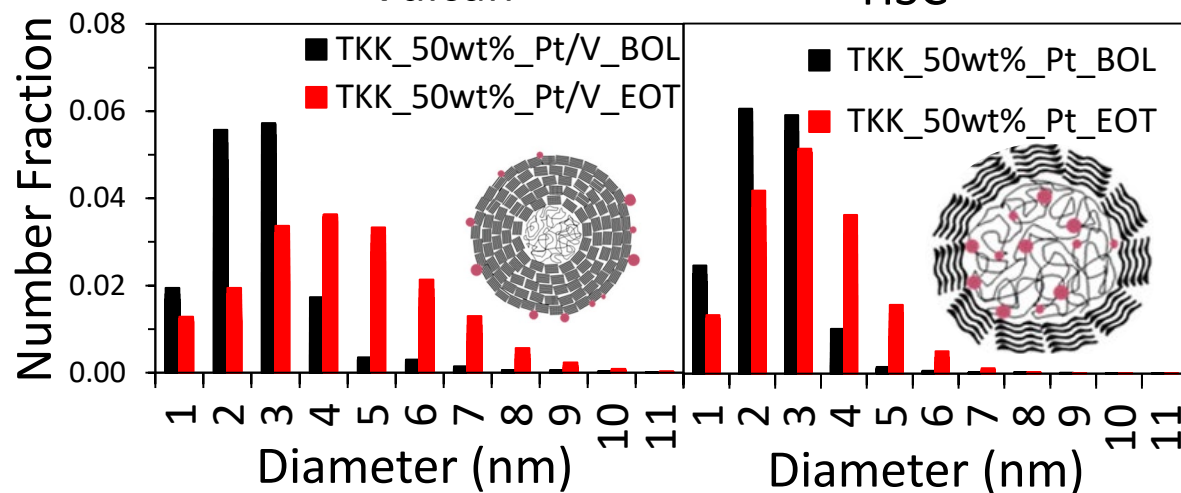 Number Fraction
0.08
0.06
0.04
0.02
0.00
TKK_50wt%_Pt/V_BOL
TKK_50wt%_Pt/V_EOT
1 2 3 4 5 6 7 8 9 10 11
Diameter (nm)
TKK_50wt%_Pt_BOL
TKK_50wt%_Pt_EOT
1 2 3 4 5 6 7 8 9 10 11
Diameter (nm)